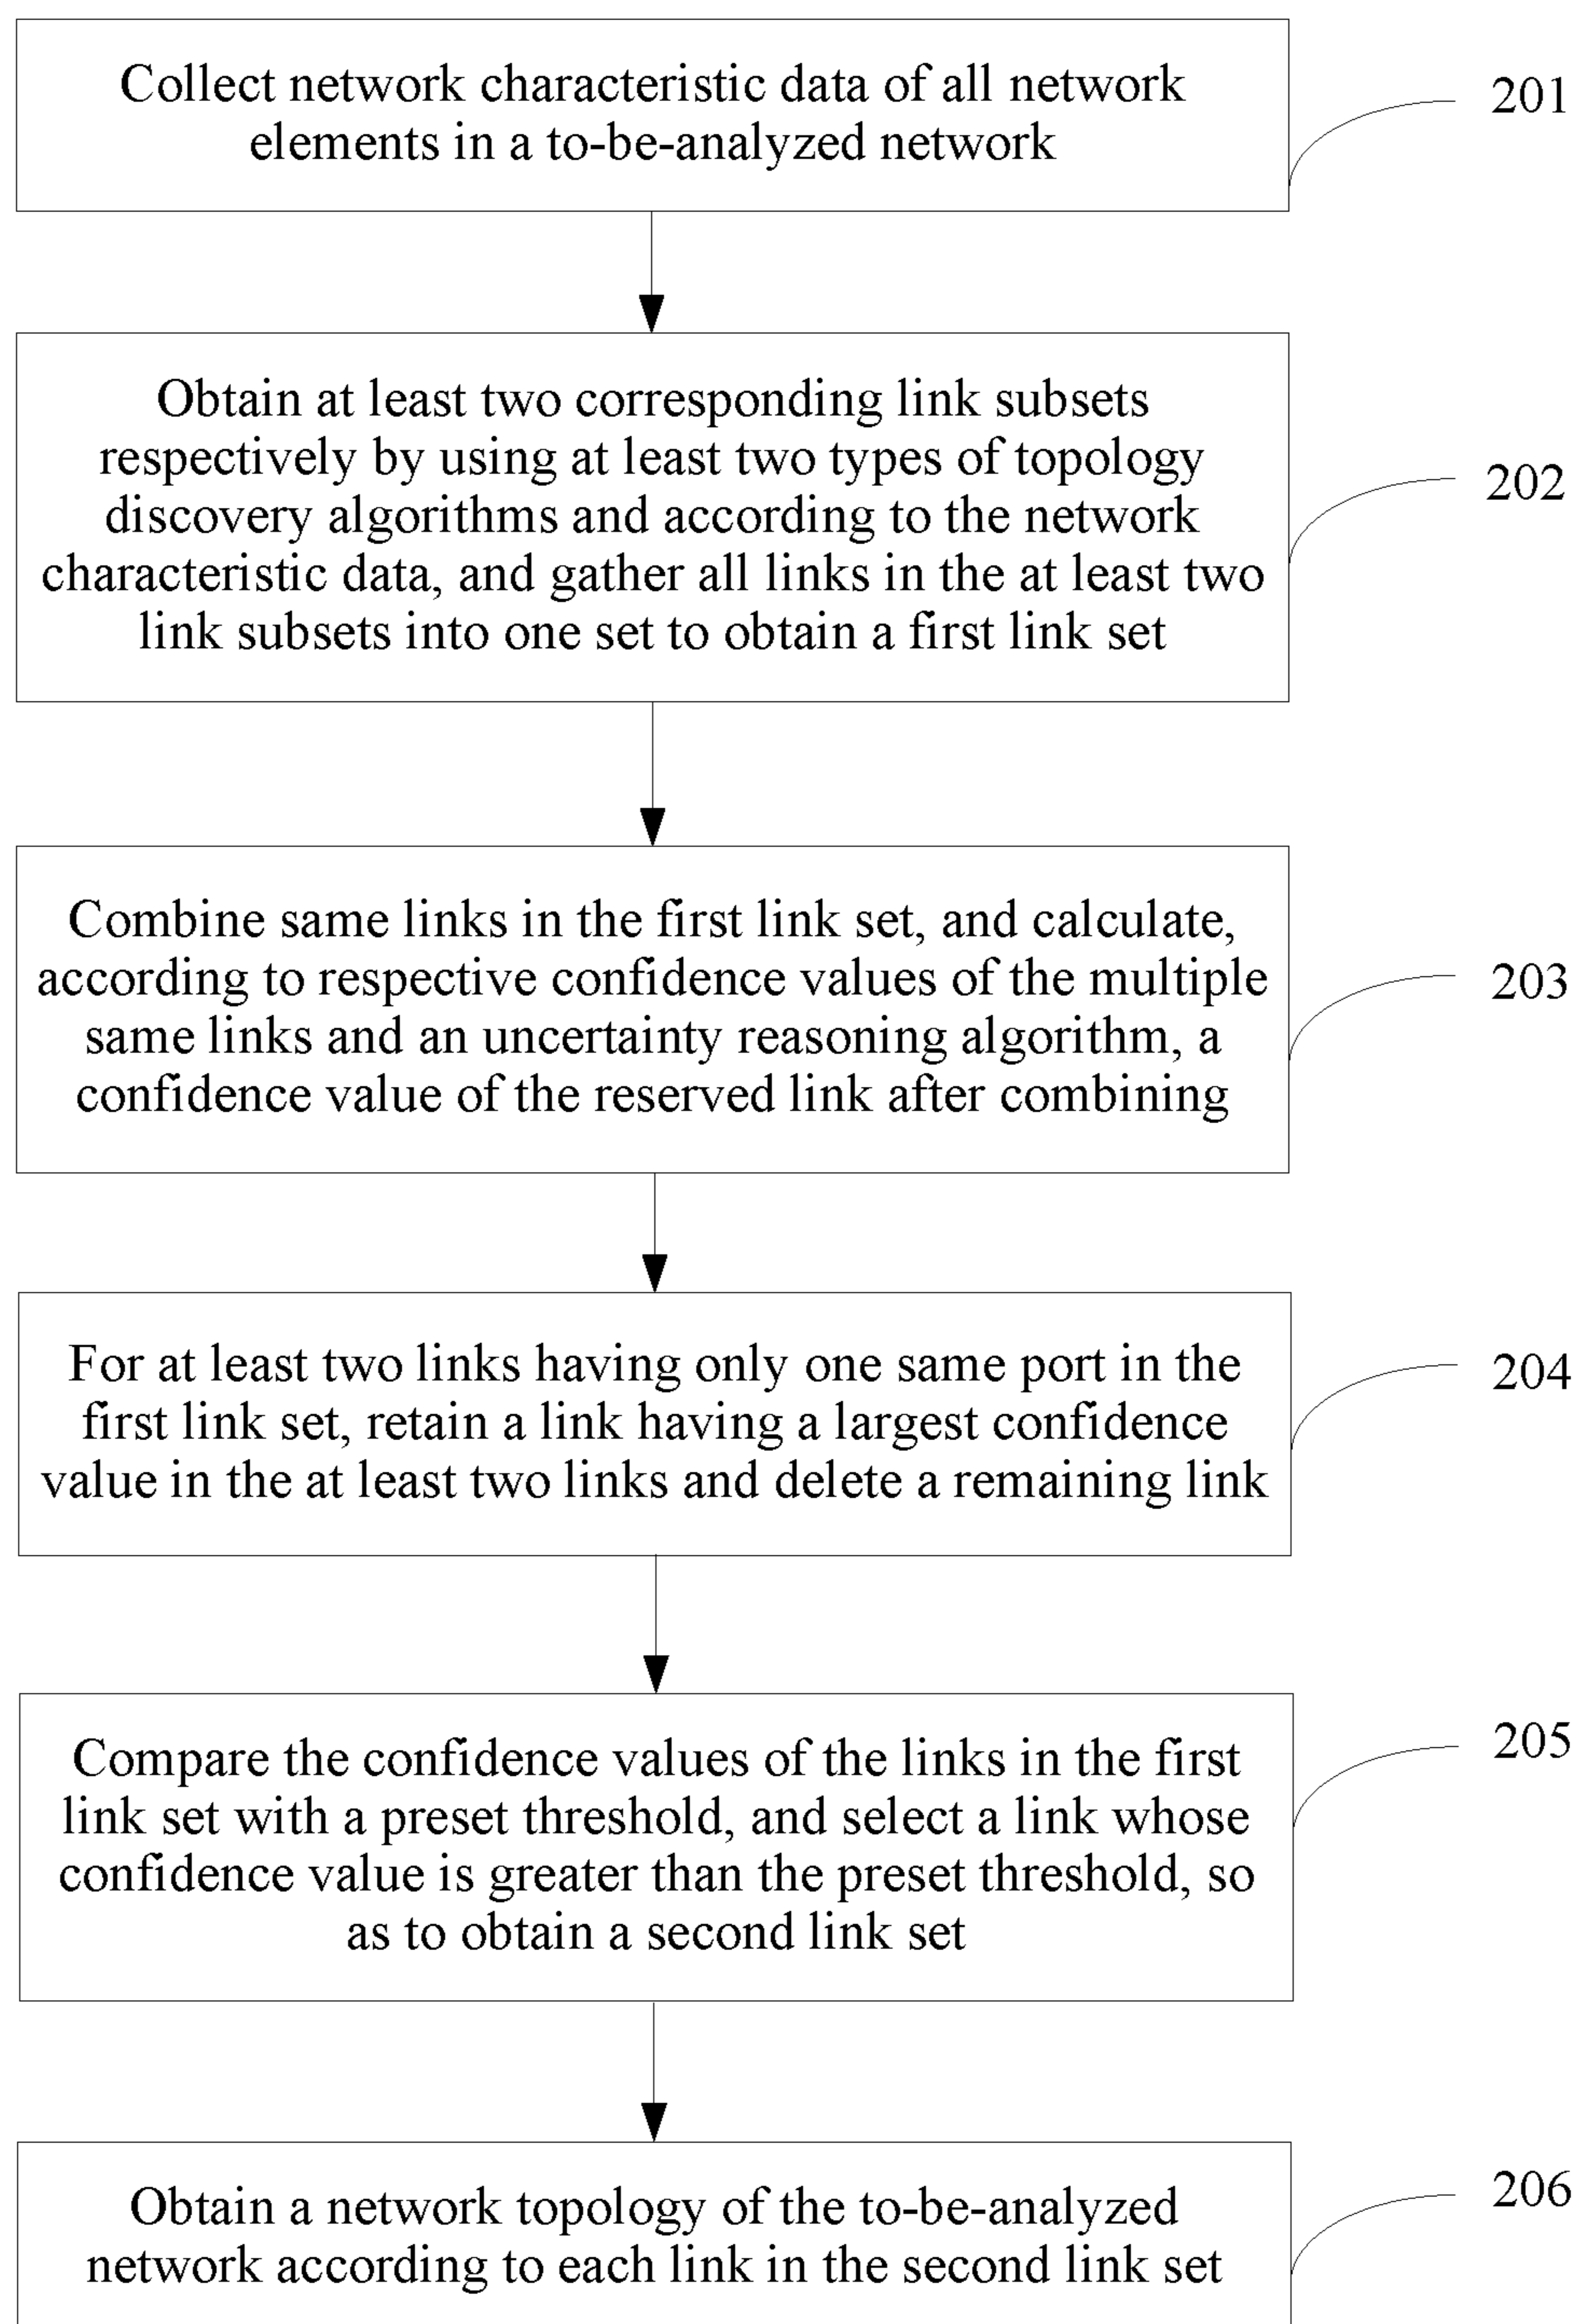 Collect network characteristic data of all network
elements in a to-be-analyzed network
201
Obtain at least two corresponding link subsets
respectively by using at least two types of topology
discovery algorithms and according to the network
characteristic data, and gather all links in the at least two
link subsets into one set to obtain a first link set
202
Combine same links in the first link set, and calculate,
according to respective confidence values of the multiple
same links and an uncertainty reasoning algorithm, a
confidence value of the reserved link after combining
203
For at least two links having only one same port in the
first link set, retain a link having a largest confidence
value in the at least two links and delete a remaining link
204
Compare the confidence values of the links in the first
link set with a preset threshold, and select a link whose
confidence value is greater than the preset threshold, so
as to obtain a second link set
205
Obtain a network topology of the to-be-analyzed
network according to each link in the second link set
206